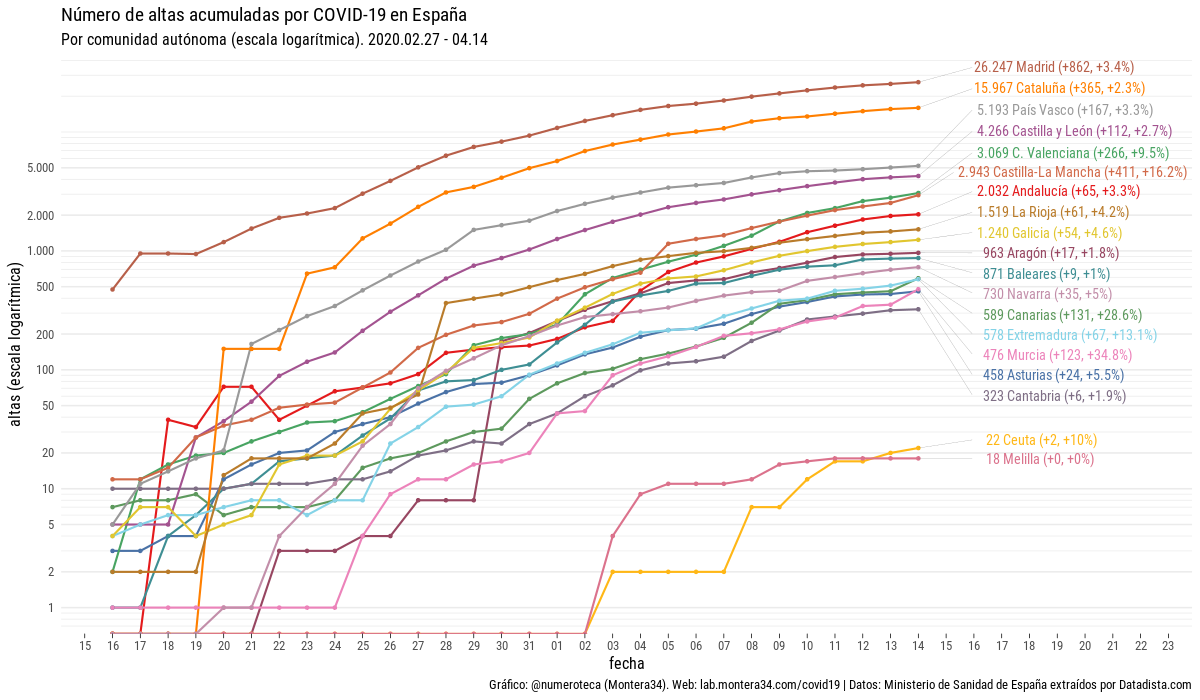 Número de altas acumuladas por COVID-19 en España
Por comunidad autónoma (escala logarítmica). 2020.02.27 - 04.14
altas (escala logarítmica)
5.000
2.000
1.000
500
200
100
50
20
10
5
2
1
26.247 Madrid (+862, +3.4%)
15.967 Cataluña (+365, +2.3%)
5.193 País Vasco (+167, +3.3%)
4.266 Castilla y León (+112, +2.7%)
3.069 C. Valenciana (+266, +9.5%)
2.943 Castilla-La Mancha (+411, +16.2%)
2.032 Andalucía (+65, +3.3%)
1.519 La Rioja (+61, +4.2%)
1.240 Galicia (+54, +4.6%)
963 Aragón (+17, +1.8%)
871 Baleares (+9, +1%)
730 Navarra (+35, +5%)
589 Canarias (+131, +28.6%)
578 Extremadura (+67, +13.1%)
476 Murcia (+123, +34.8%)
458 Asturias (+24, +5.5%)
323 Cantabria (+6, +1.9%)
22 Ceuta (+2, +10%)
18 Melilla (+0, +0%)
15 16 17 18 19 20 21 22 23 24 25 26 27 28 29 30 31 01 02 03 04 05 06 07 08 09 10 11 12 13 14 15 16 17 18 19 20 21 22 23
fecha
Gráfico: @numeroteca (Montera34). Web: lab.montera34.com/covid19 | Datos: Ministerio de Sanidad de España extraídos por Datadista.com